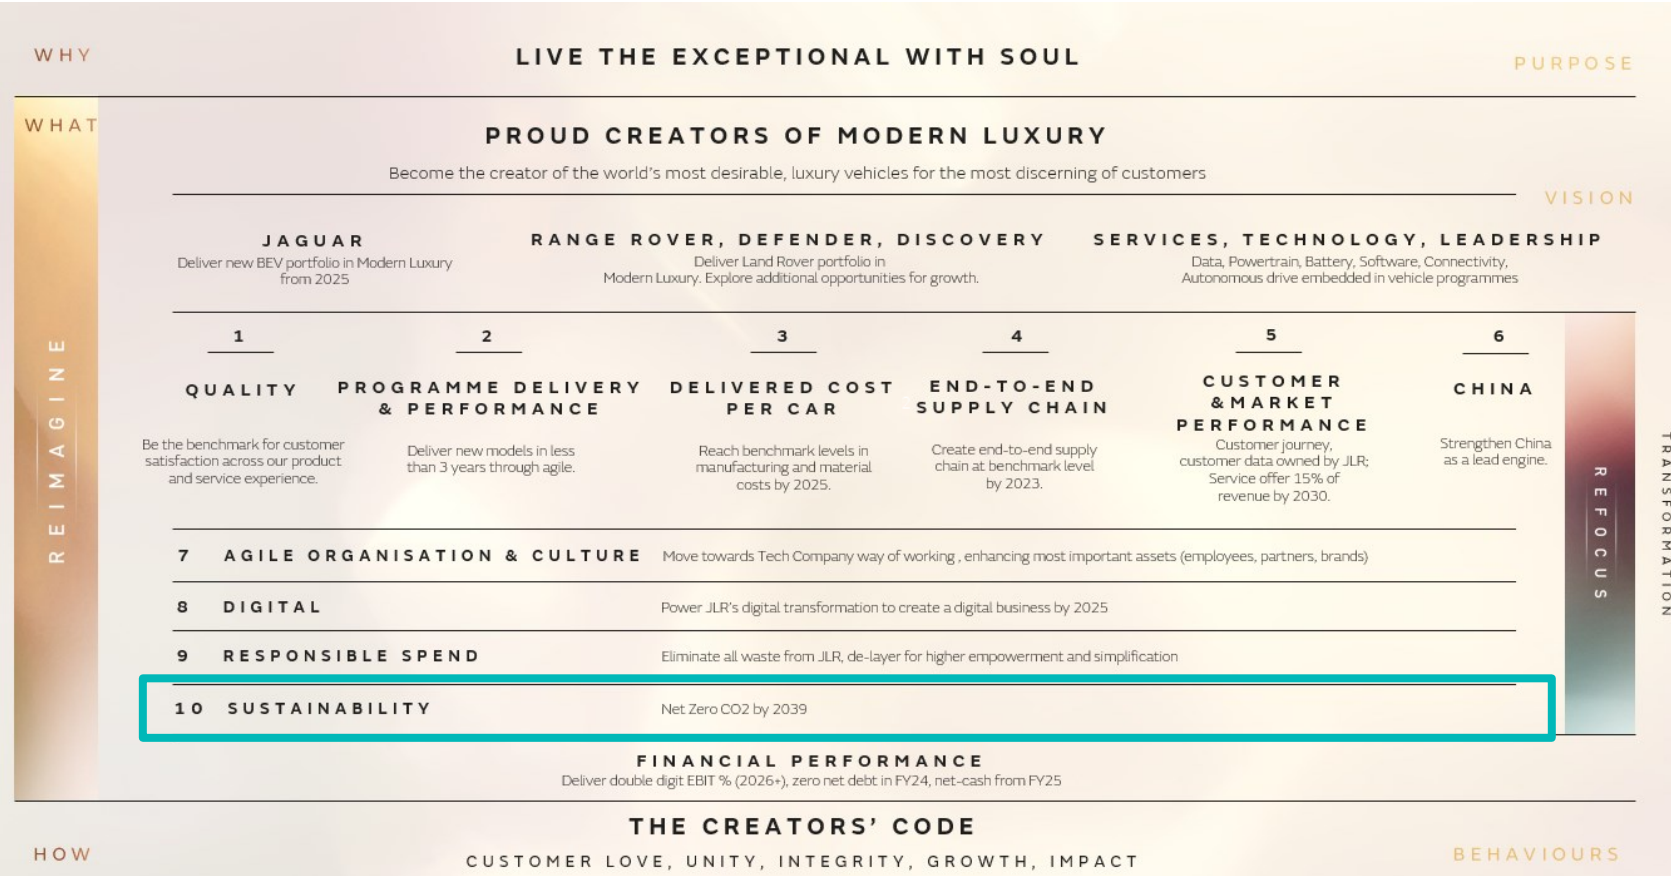 WHY
LIVE THE EXCEPTIONAL WITH SOUL
PURPOSE
WHAT
PROUD CREATORS OF MODERN LUXURY
Become the creator of the world's most desirable, luxury vehicles for the most discerning of customers
VISION
JAGUAR
Deliver new BEV portfolio in Modern Luxury
from 2025
RANGE ROVER, DEFENDER, DISCOVERY
Deliver Land Rover portfolio in
Modern Luxury. Explore additional opportunities for growth.
SERVICES, TECHNOLOGY, LEADERSHIP
Data, Powertrain, Battery, Software, Connectivity,
Autonomous drive embedded in vehicle programmes
REIMAGINE
1
QUALITY
Be the benchmark for customer
satisfaction across our product
and service experience.
2
PROGRAMME DELIVERY
& PERFORMANCE
Deliver new models in less
than 3 years through agile.
3
DELIVERED COST
PER CAR
Reach benchmark levels in
manufacturing and material
costs by 2025.
4
END-TO-END
SUPPLY CHAIN
Create end-to-end supply
chain at benchmark level
by 2023.
5
CUSTOMER
&MARKET
PERFORMANCE
Customer journey,
customer data owned by JLR;
Service offer 15% of
revenue by 2030.
6
CHINA
Strengthen China
as a lead engine.
REFOCUS
TRANSFORMATION
7 AGILE ORGANISATION & CULTURE Move towards Tech Company way of working , enhancing most important assets (employees, partners, brands)
8 DIGITAL Power JLR's digital transformation to create a digital business by 2025
9 RESPONSIBLE SPEND Eliminate all waste from JLR, de-layer for higher empowerment and simplification
10 SUSTAINABILITY Net Zero CO2 by 2039
FINANCIAL PERFORMANCE
Deliver double digit EBIT % (2026+), zero net debt in FY24, net-cash from FY25
THE CREATORS' CODE
HOW
CUSTOMER LOVE, UNITY, INTEGRITY, GROWTH, IMPACT
BEHAVIOURS